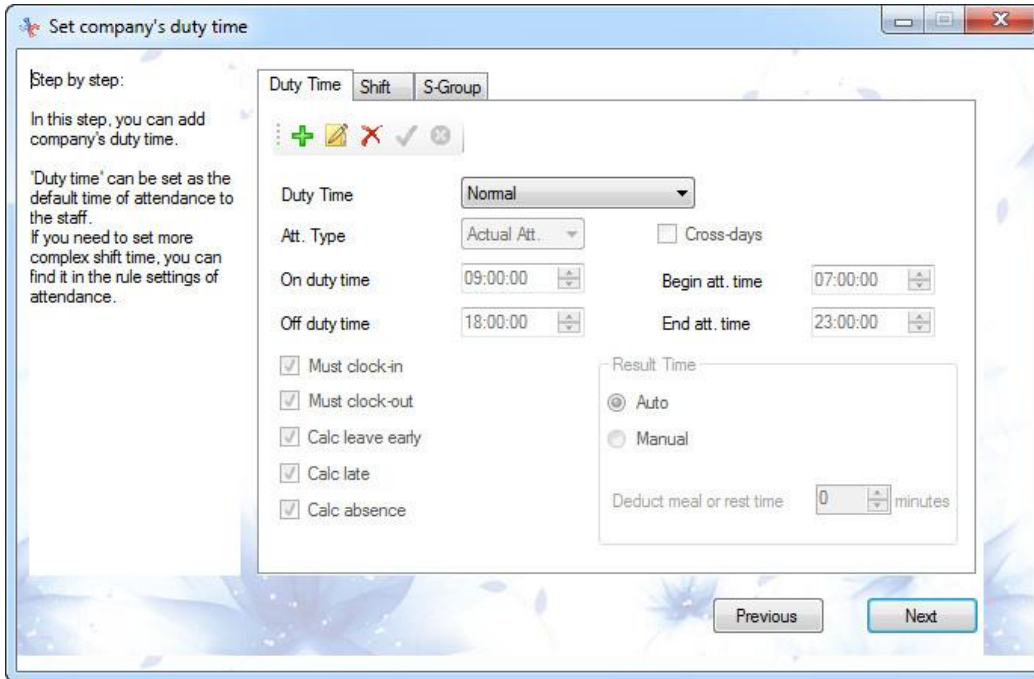 Set company's duty time
Step by step:
In this step, you can add
company's duty time.
'Duty time' can be set as the
default time of attendance to
the staff.
If you need to set more
complex shift time, you can
find it in the rule settings of
attendance.
Duty Time Shift S-Group
Duty Time Normal
Att. Type Actual Att. Cross-days
On duty time 09:00:00 Begin att. time 07:00:00
Off duty time 18:00:00 End att. time 23:00:00
Must clock-in
Must clock-out
Calc leave early
Calc late
Calc absence
Result Time
Auto
Manual
Deduct meal or rest time 0 minutes
Previous Next